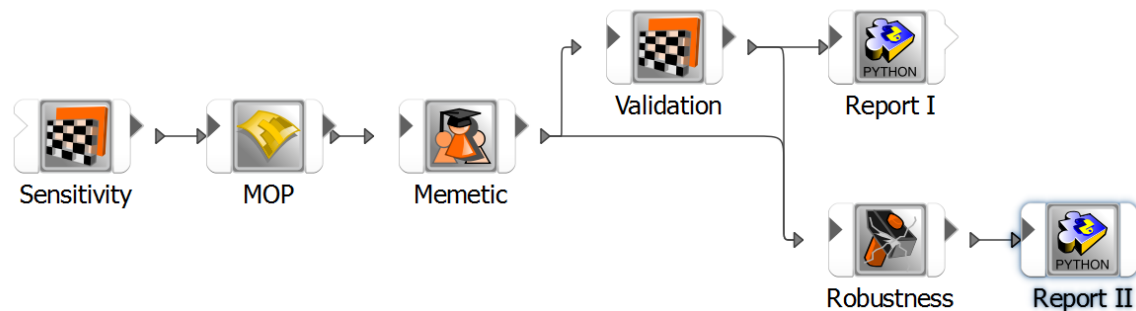 PYTHON
Validation
Report I
Sensitivity
MOP
Memetic
PYTHON
Robustness
Report II